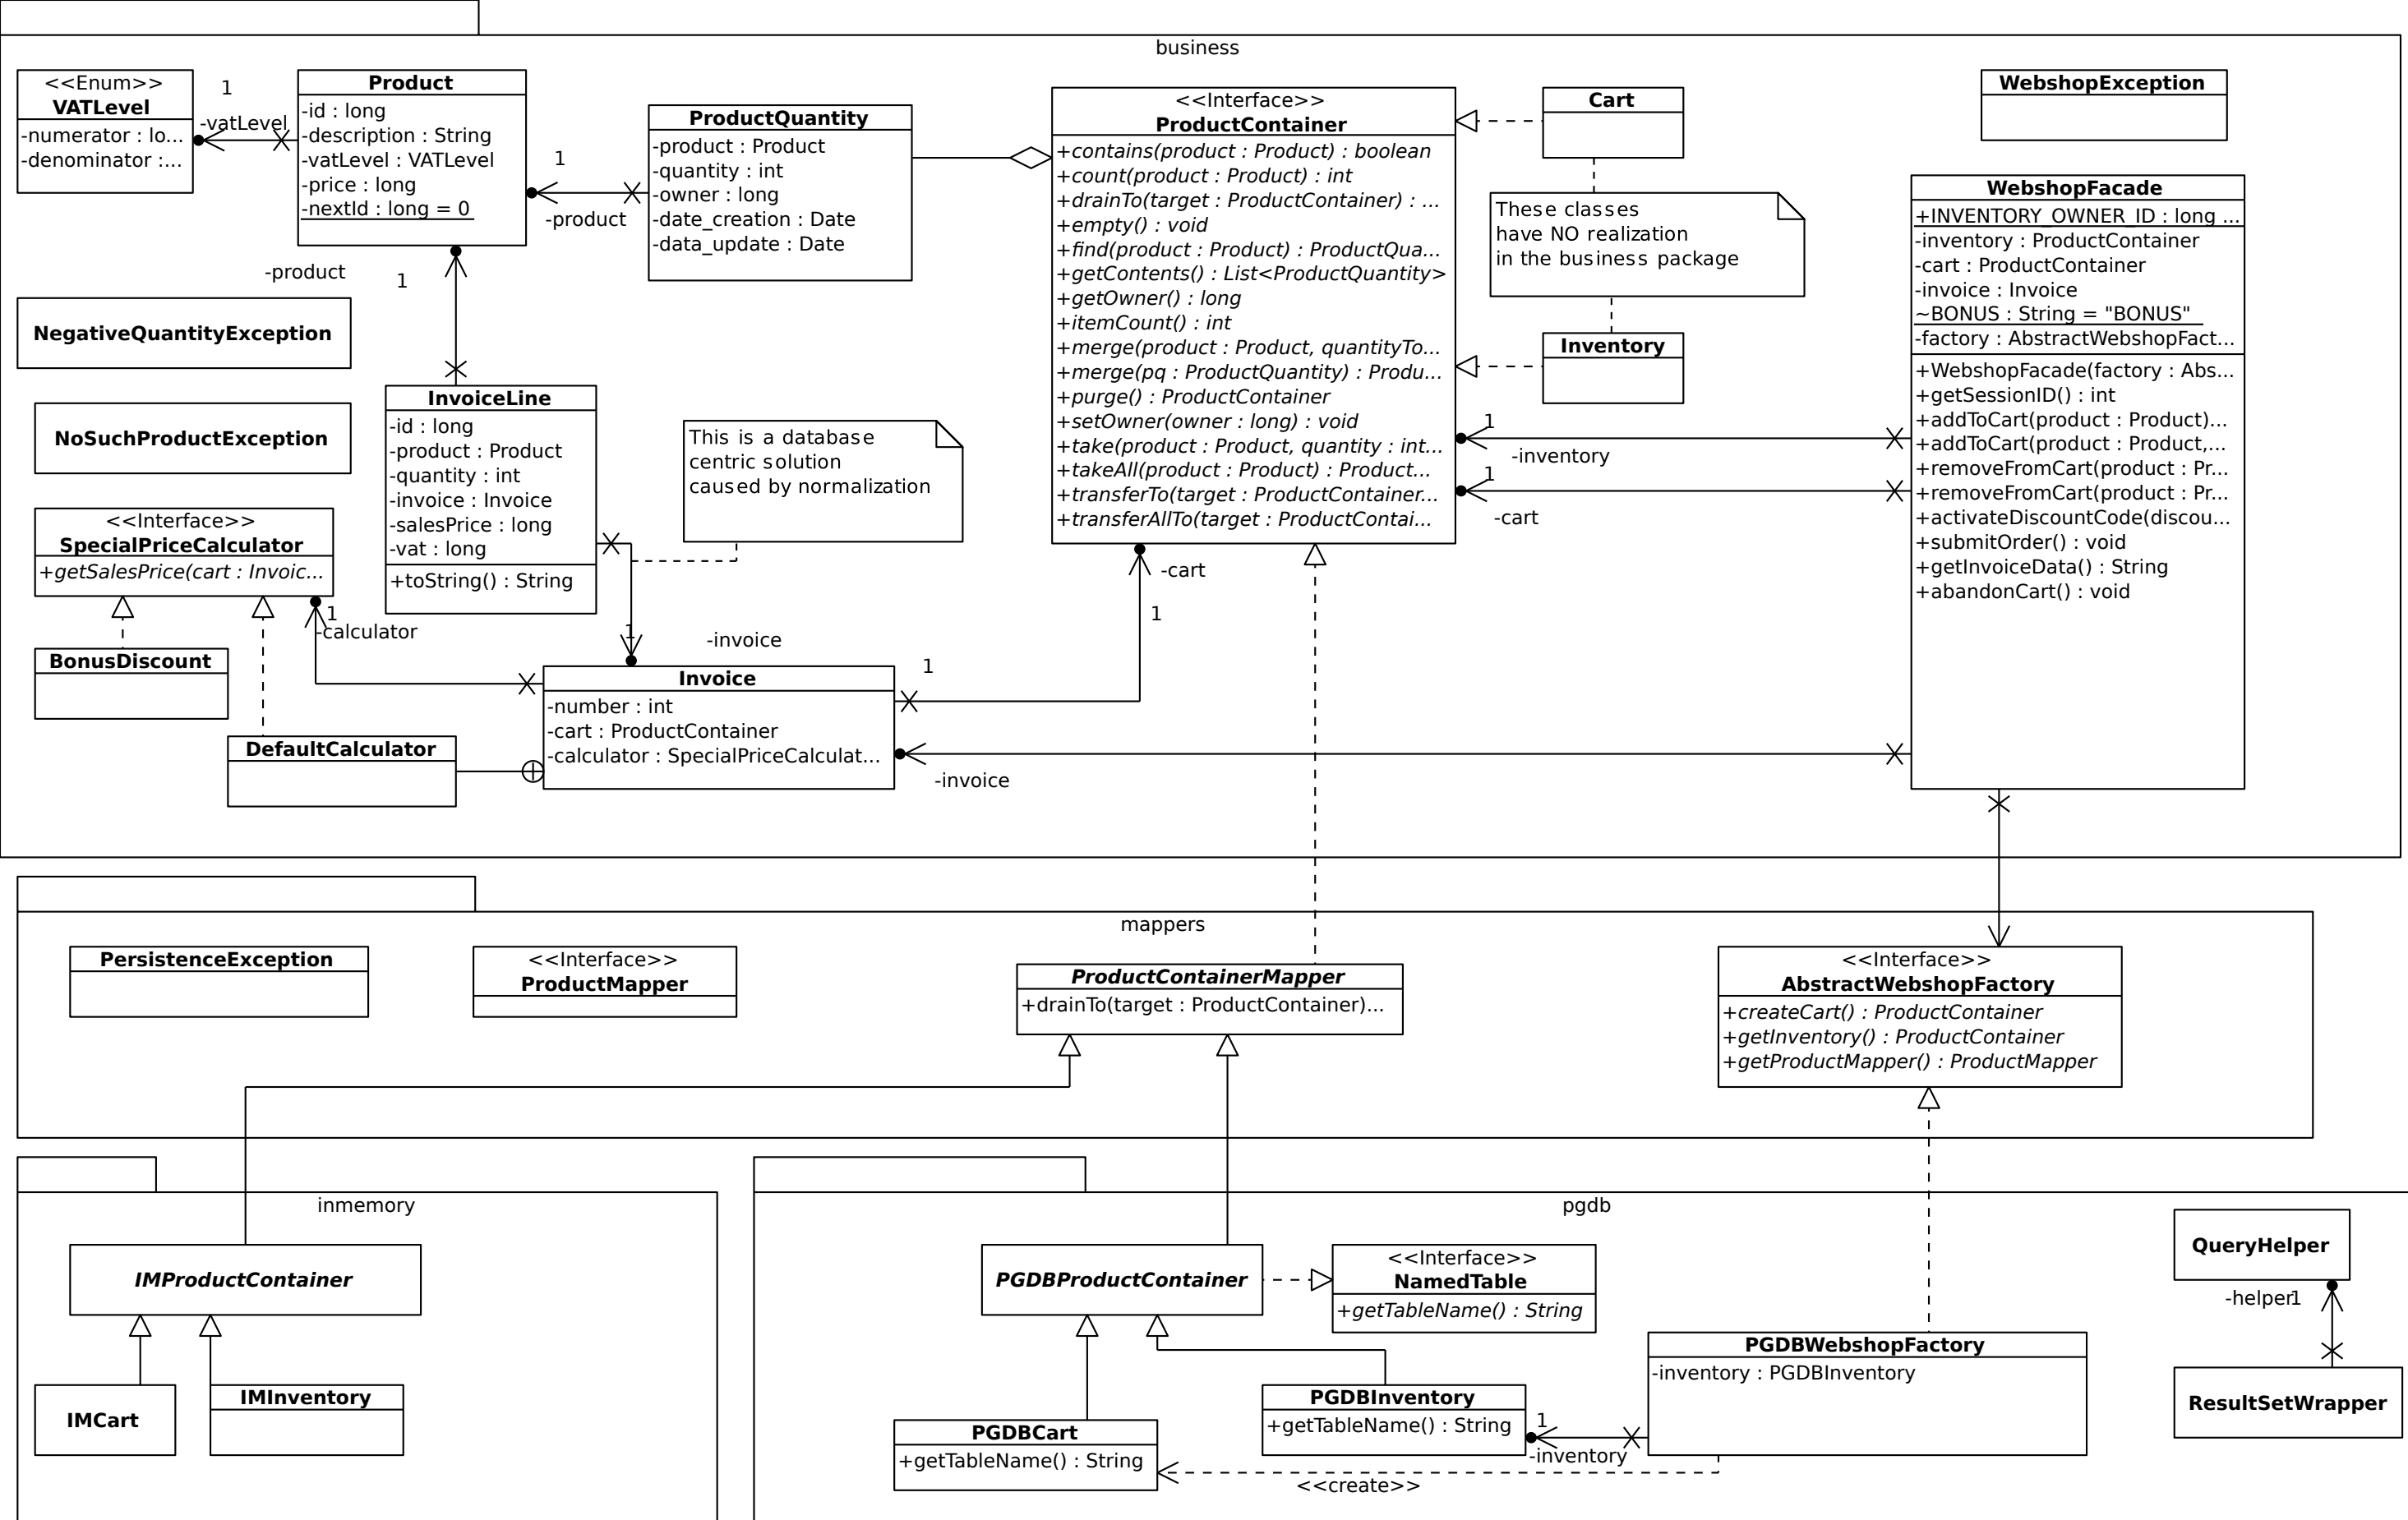 business
<<Enum>>
VATLevel
-numerator : lo...
-denominator :...
1
-vatLevel
Product
-id : long
-description : String
-vatLevel : VATLevel
-price : long
-nextId : long = 0
1
-product
ProductQuantity
-product : Product
-quantity : int
-owner : long
-date_creation : Date
-data_update : Date
<<Interface>>
ProductContainer
+contains(product : Product) : boolean
+count(product : Product) : int
+drainTo(target : ProductContainer) : ...
+empty() : void
+find(product : Product) : ProductQua...
+getContents() : List<ProductQuantity>
+getOwner() : long
+itemCount() : int
+merge(product : Product, quantityTo...
+merge(pq : ProductQuantity) : Produ...
+purge() : ProductContainer
+setOwner(owner : long) : void
+take(product : Product, quantity : int...
+takeAll(product : Product) : Product...
+transferTo(target : ProductContainer...
+transferAllTo(target : ProductContai...
Cart
These classes
have NO realization
in the business package
Inventory
1
-inventory
1
-cart
WebshopException
WebshopFacade
+INVENTORY_OWNER_ID : long ...
-inventory : ProductContainer
-cart : ProductContainer
-invoice : Invoice
~BONUS : String = "BONUS"
-factory : AbstractWebshopFact...
+WebshopFacade(factory : Abs...
+getSessionID() : int
+addToCart(product : Product)...
+addToCart(product : Product,...
+removeFromCart(product : Pr...
+removeFromCart(product : Pr...
+activateDiscountCode(discou...
+submitOrder() : void
+getInvoiceData() : String
+abandonCart() : void
-product
1
NegativeQuantityException
NoSuchProductException
InvoiceLine
-id : long
-product : Product
-quantity : int
-invoice : Invoice
-salesPrice : long
-vat : long
+toString() : String
This is a database
centric solution
caused by normalization
<<Interface>>
SpecialPriceCalculator
+getSalesPrice(cart : Invoic...
1
-calculator
BonusDiscount
DefaultCalculator
1
-invoice
Invoice
-number : int
-cart : ProductContainer
-calculator : SpecialPriceCalculat...
1
-cart
1
-invoice
mappers
PersistenceException
<<Interface>>
ProductMapper
ProductContainerMapper
+drainTo(target : ProductContainer)...
<<Interface>>
AbstractWebshopFactory
+createCart() : ProductContainer
+getInventory() : ProductContainer
+getProductMapper() : ProductMapper
inmemory
IMProductContainer
IMCart
IMInventory
pgdb
PGDBProductContainer
<<Interface>>
NamedTable
+getTableName() : String
PGDBCart
+getTableName() : String
PGDBInventory
+getTableName() : String
1
-inventory
<<create>>
PGDBWebshopFactory
-inventory : PGDBInventory
QueryHelper
-helper
1
ResultSetWrapper